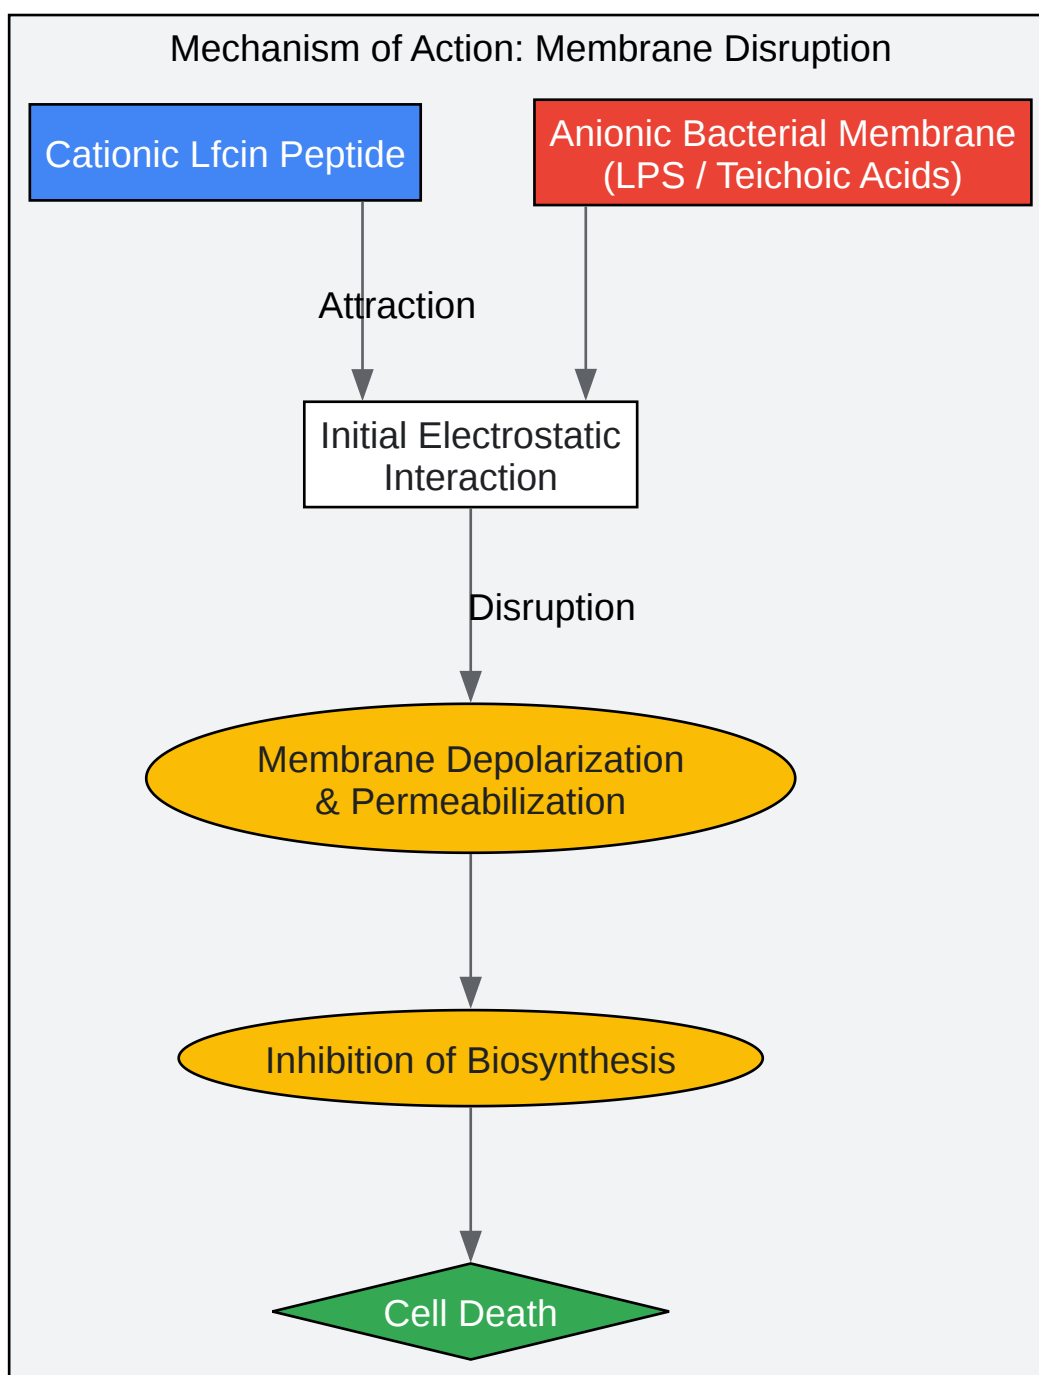 Mechanism of Action: Membrane Disruption
Cationic Lfcin Peptide
Anionic Bacterial Membrane
(LPS / Teichoic Acids)
Attraction
Initial Electrostatic
Interaction
Disruption
Membrane Depolarization
& Permeabilization
Inhibition of Biosynthesis
Cell Death